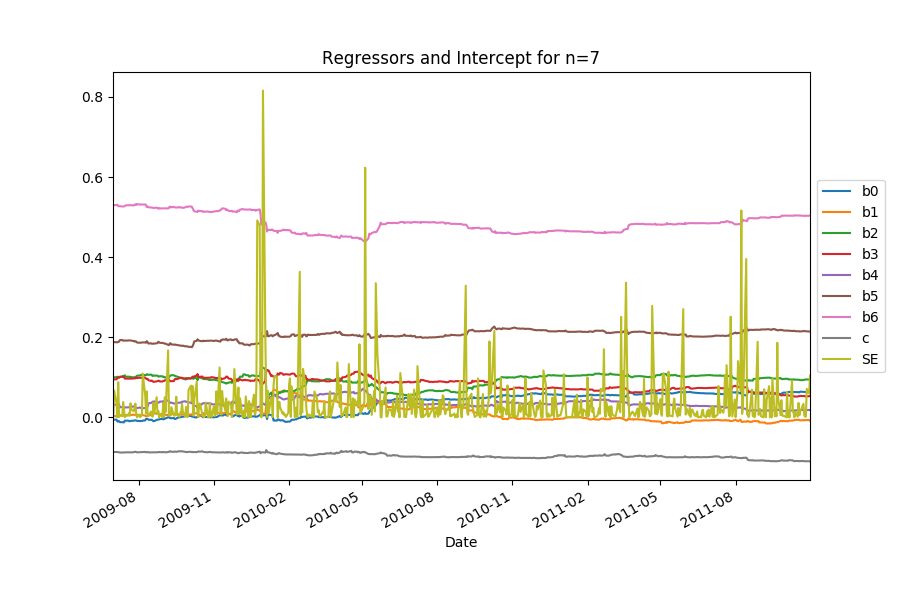 Regressors and Intercept for n=7
0.8
0.6
0.4
0.2
0.0
2009-08
2009-11
2010-02
2010-05
2010-08
2010-11
2011-02
2011-05
2011-08
Date
b0
b1
b2
b3
b4
b5
b6
c
SE